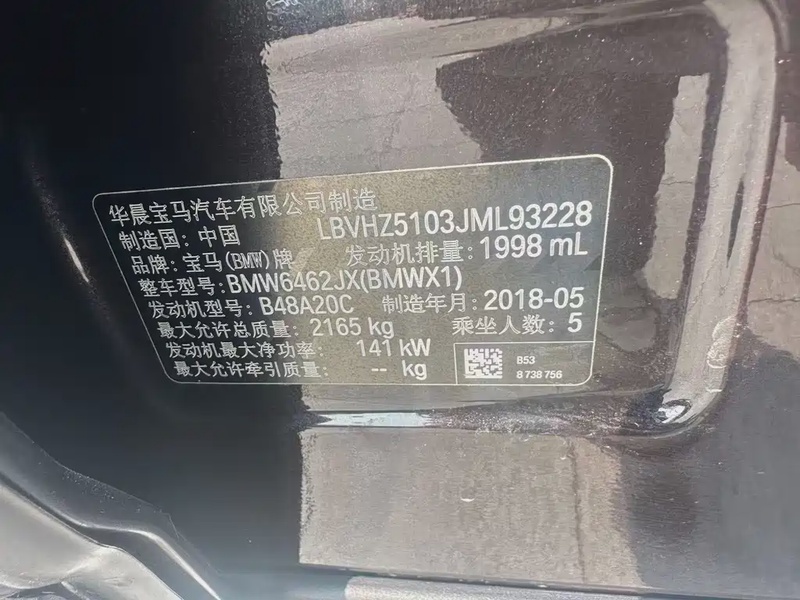 华晨宝马汽车有限公司制造
制造国: 中国 LBVHZ5103JML93228
品牌: 宝马(BMW)牌 发动机排量: 1998 mL
整车型号: BMW6462JX(BMWX1)
发动机型号: B48A20C 制造年月: 2018-05
最大允许总质量: 2165 kg 乘坐人数: 5
发动机最大净功率: 141 kW
最大允许牵引质量: -- kg
B53
8 738 756